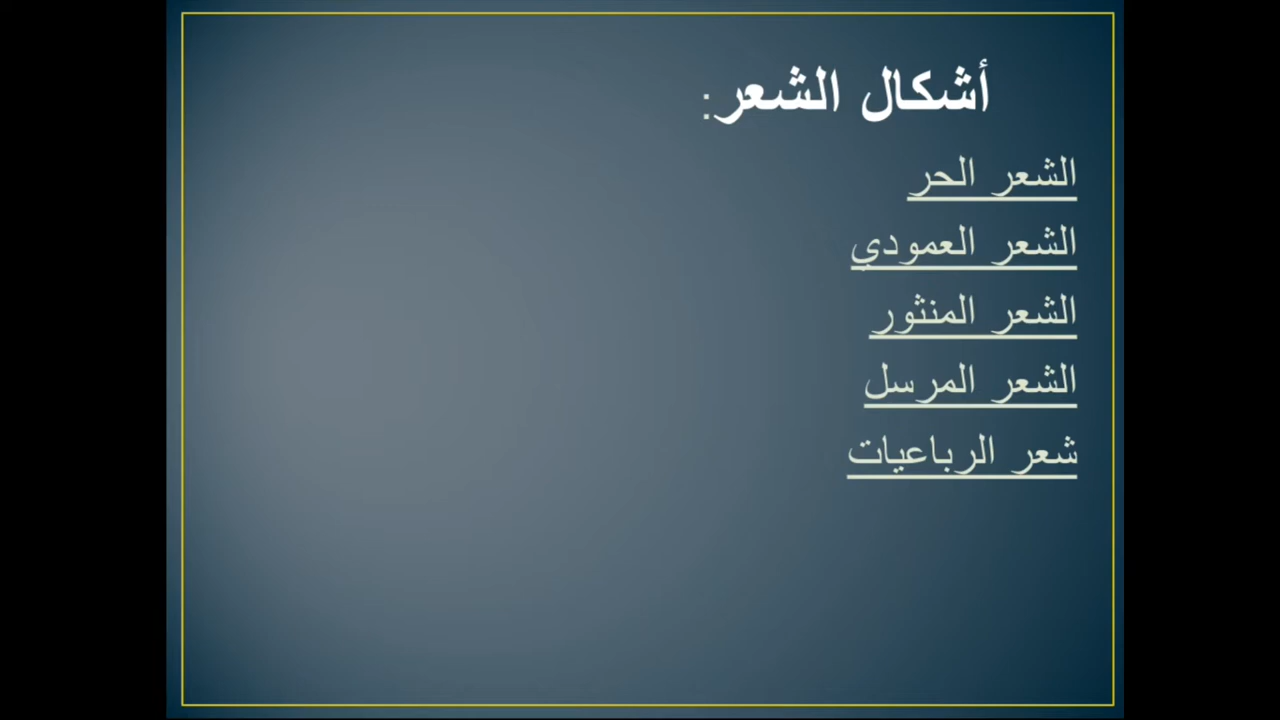 أشكال الشعر:
الشعر الحر
الشعر العمودي
الشعر المنثور
الشعر المرسل
شعر الرباعيات